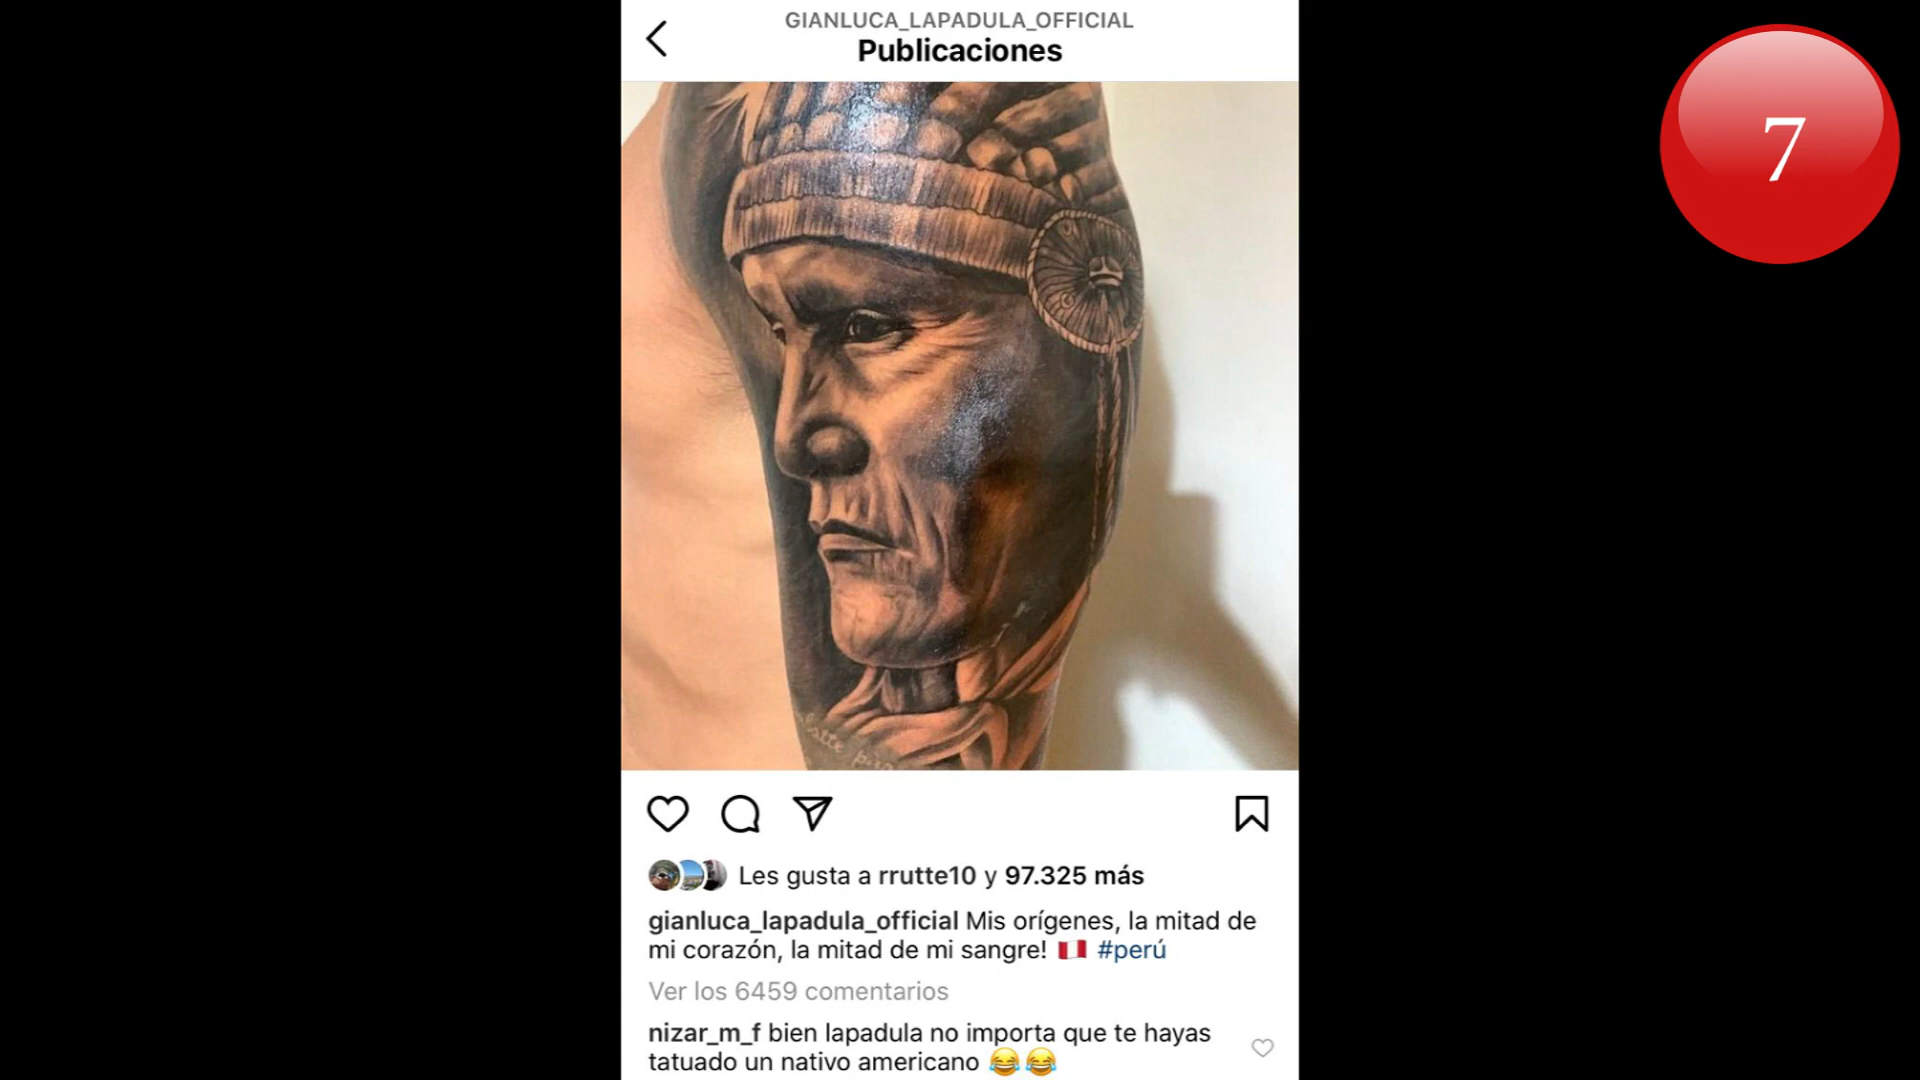 GIANLUCA_LAPADULA_OFFICIAL
Publicaciones
7
Les gusta a rrutte10 y 97.325 más
gianluca_lapadula_official Mis orígenes, la mitad de
mi corazón, la mitad de mi sangre! 🇵🇪 #perú
Ver los 6459 comentarios
nizar_m_f bien lapadula no importa que te hayas
tatuado un nativo americano 😂😂